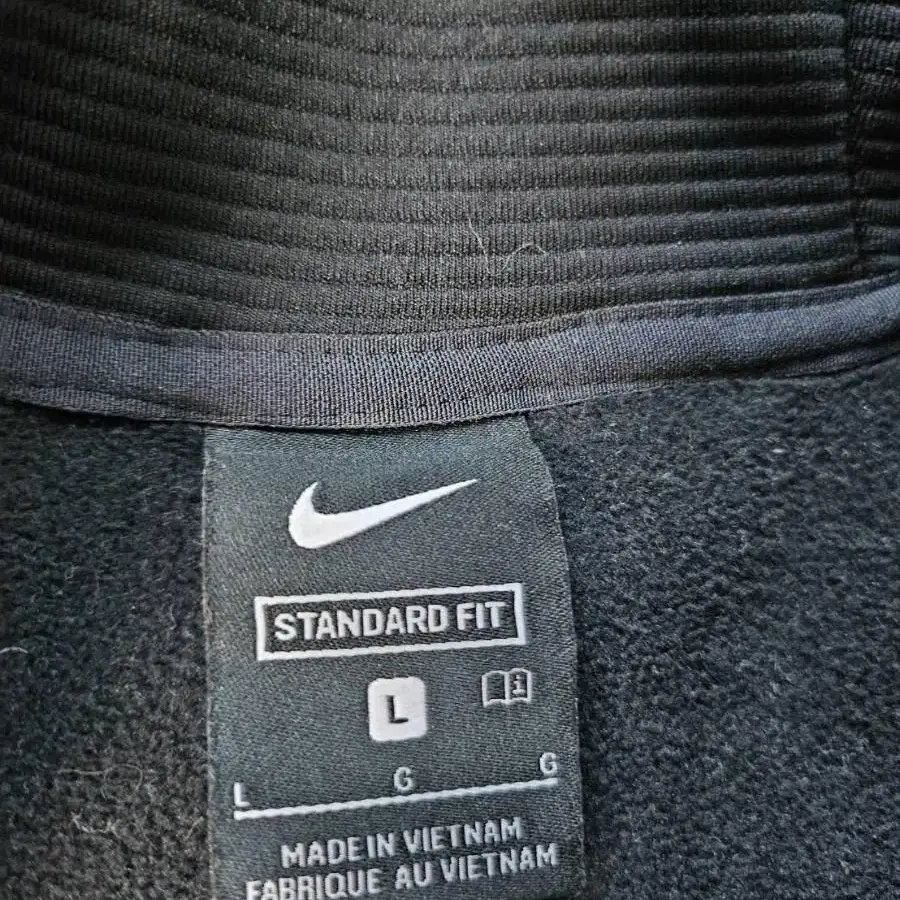 STANDARD FIT
L
L G G
MADE IN VIETNAM
FABRIQUE AU VIETNAM